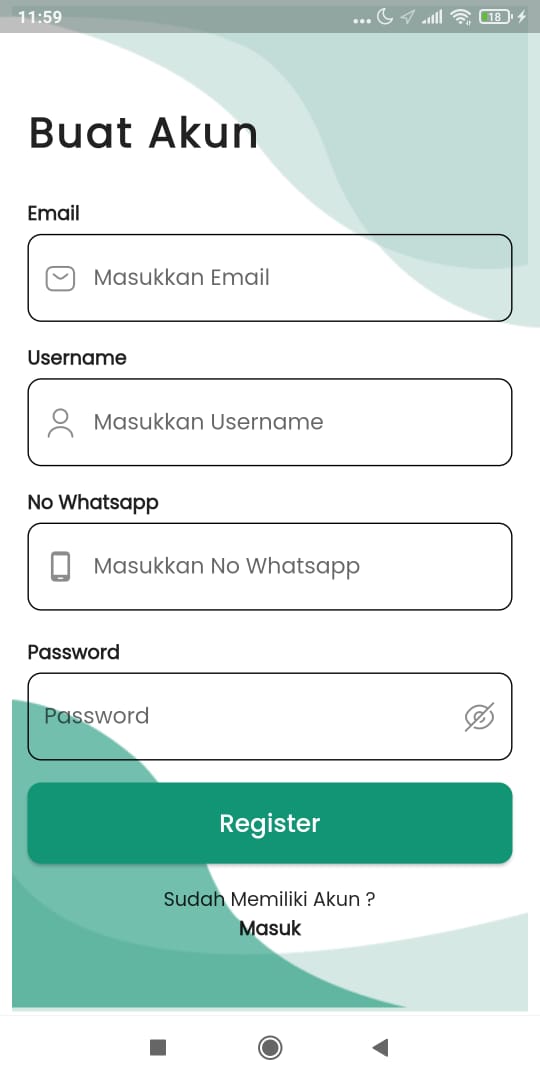 11:59
18
Buat Akun
Email
Masukkan Email
Username
Masukkan Username
No Whatsapp
Masukkan No Whatsapp
Password
Password
Register
Sudah Memiliki Akun ?
Masuk